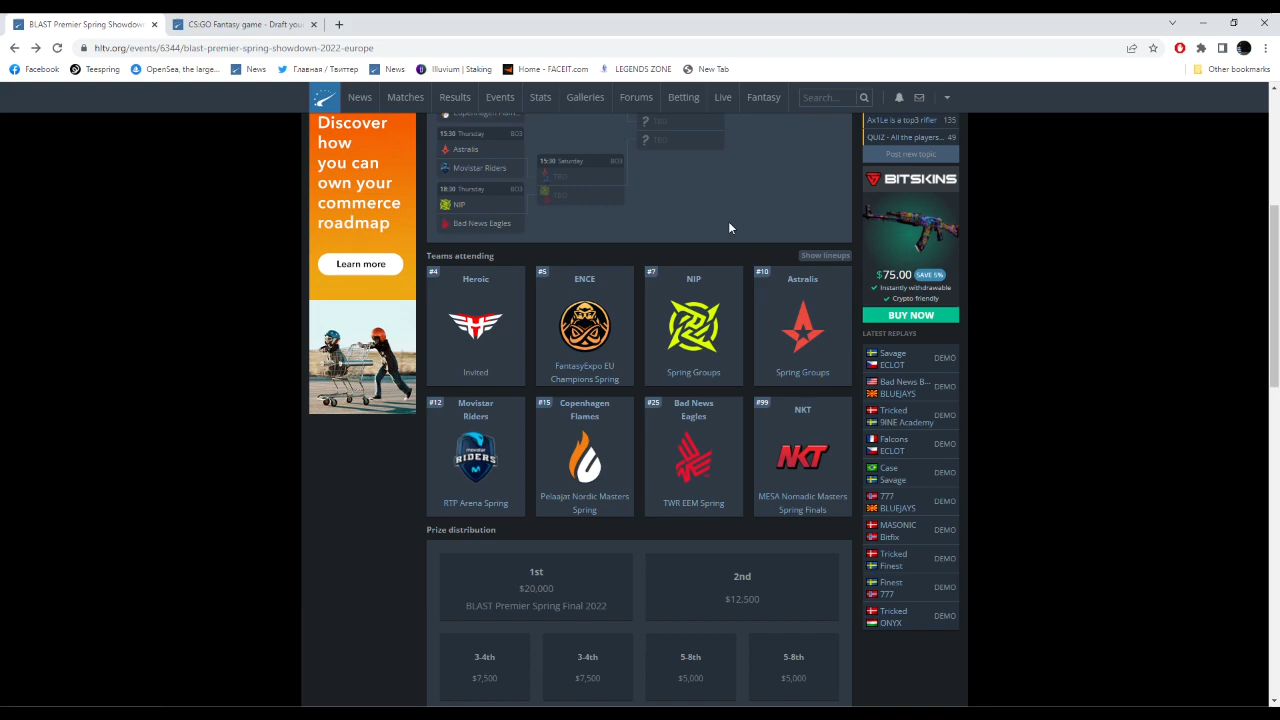 BLAST Premier Spring Showdown
CS:GO Fantasy game - Draft your
hltv.org/events/6344/blast-premier-spring-showdown-2022-europe
Facebook
Teespring
OpenSea, the large...
News
Главная / Твиттер
News
Illuvium | Staking
Home - FACEIT.com
LEGENDS ZONE
New Tab
Other bookmarks
News
Matches
Results
Events
Stats
Galleries
Forums
Betting
Live
Fantasy
Search...
Discover
how
you can
own your
commerce
roadmap
Learn more
15:30 Thursday BO3
Astralis
Movistar Riders
18:30 Thursday BO3
NIP
Bad News Eagles
15:30 Saturday BO3
TBD
TBD
? TBD
? TBD
Ax1Le is a top3 rifler 135
QUIZ - All the players... 49
Post new topic
BITSKINS
$75.00 SAVE 5%
Instantly withdrawable
Crypto friendly
BUY NOW
LATEST REPLAYS
Savage
ECLOT
DEMO
Bad News B...
BLUEJAYS
DEMO
Tricked
9INE Academy
DEMO
Falcons
ECLOT
DEMO
Case
Savage
DEMO
777
BLUEJAYS
DEMO
MASONIC
Bitfix
DEMO
Tricked
Finest
DEMO
Finest
777
DEMO
Tricked
ONYX
DEMO
Teams attending
Show lineups
#4
Heroic
Invited
#5
ENCE
FantasyExpo EU
Champions Spring
#7
NIP
Spring Groups
#10
Astralis
Spring Groups
#12
Movistar
Riders
MOVISTAR
RIDERS
RTP Arena Spring
#15
Copenhagen
Flames
Pelaajat Nordic Masters
Spring
#25
Bad News
Eagles
TWR EEM Spring
#99
NKT
NKT
MESA Nomadic Masters
Spring Finals
Prize distribution
1st
$20,000
BLAST Premier Spring Final 2022
2nd
$12,500
3-4th
$7,500
3-4th
$7,500
5-8th
$5,000
5-8th
$5,000